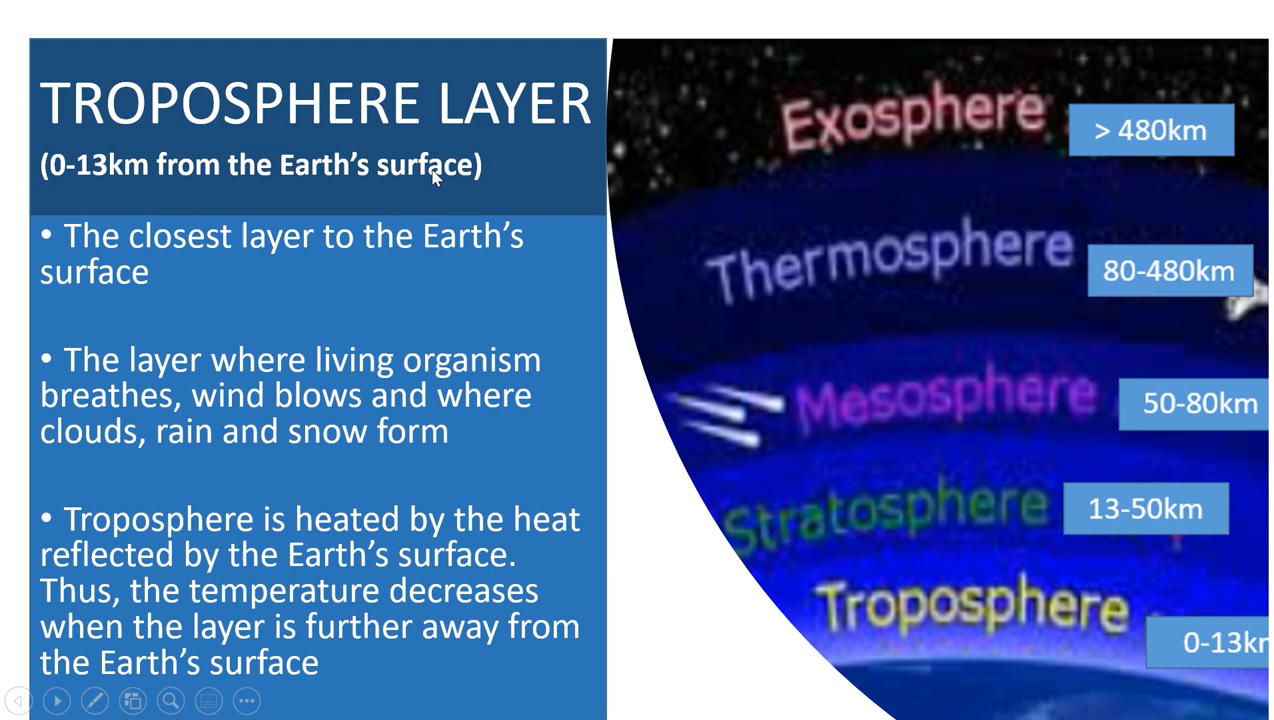 TROPOSPHERE LAYER
(0-13km from the Earth’s surface)
• The closest layer to the Earth’s
surface
• The layer where living organism
breathes, wind blows and where
clouds, rain and snow form
• Troposphere is heated by the heat
reflected by the Earth’s surface.
Thus, the temperature decreases
when the layer is further away from
the Earth’s surface
Exosphere
> 480km
Thermosphere
80-480km
Mesosphere
50-80km
Stratosphere
13-50km
Troposphere
0-13k